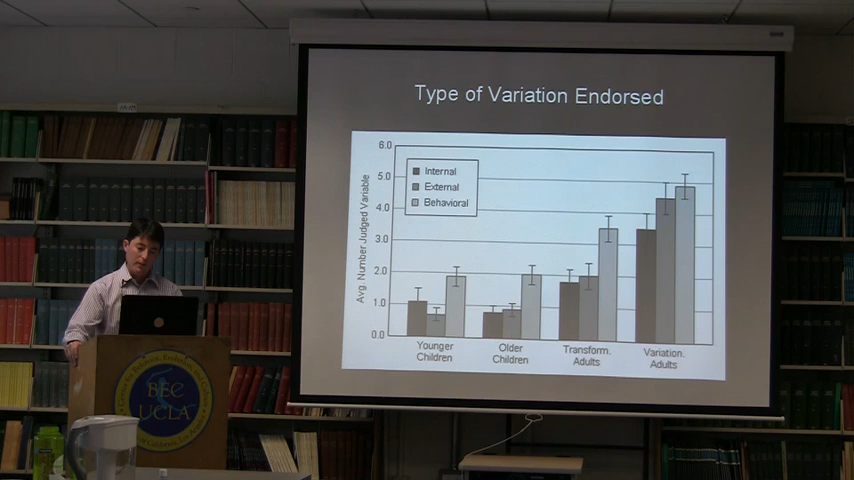 Type of Variation Endorsed
6.0
5.0
4.0
3.0
2.0
1.0
0.0
Avg. Number Judged Variable
Internal
External
Behavioral
Younger
Children
Older
Children
Transform.
Adults
Variation.
Adults
BEC
UCLA